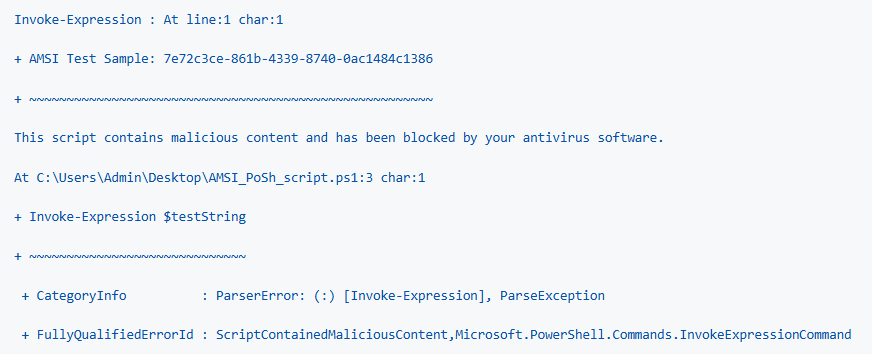 Invoke-Expression : At line:1 char:1
+ AMSI Test Sample: 7e72c3ce-861b-4339-8740-0ac1484c1386
+ ~~~~~~~~~~~~~~~~~~~~~~~~~~~~~~~~~~~~~~~~~~~~~~~~~~~~~~
This script contains malicious content and has been blocked by your antivirus software.
At C:\Users\Admin\Desktop\AMSI_PoSh_script.ps1:3 char:1
+ Invoke-Expression $testString
+ ~~~~~~~~~~~~~~~~~~~~~~~~~~~~~
+ CategoryInfo          : ParserError: (:) [Invoke-Expression], ParseException
+ FullyQualifiedErrorId : ScriptContainedMaliciousContent,Microsoft.PowerShell.Commands.InvokeExpressionCommand